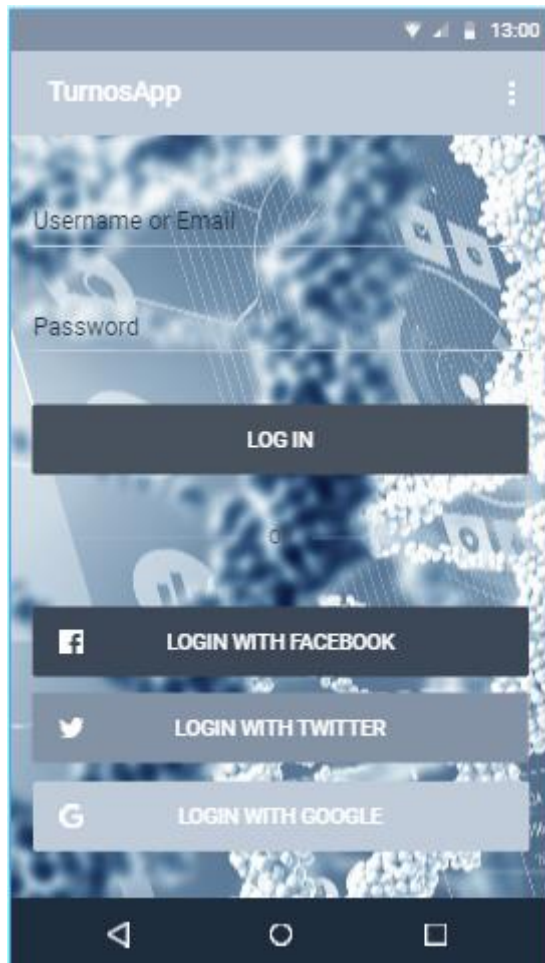 13:00
TurnosApp
Username or Email
Password
LOG IN
LOGIN WITH FACEBOOK
LOGIN WITH TWITTER
LOGIN WITH GOOGLE